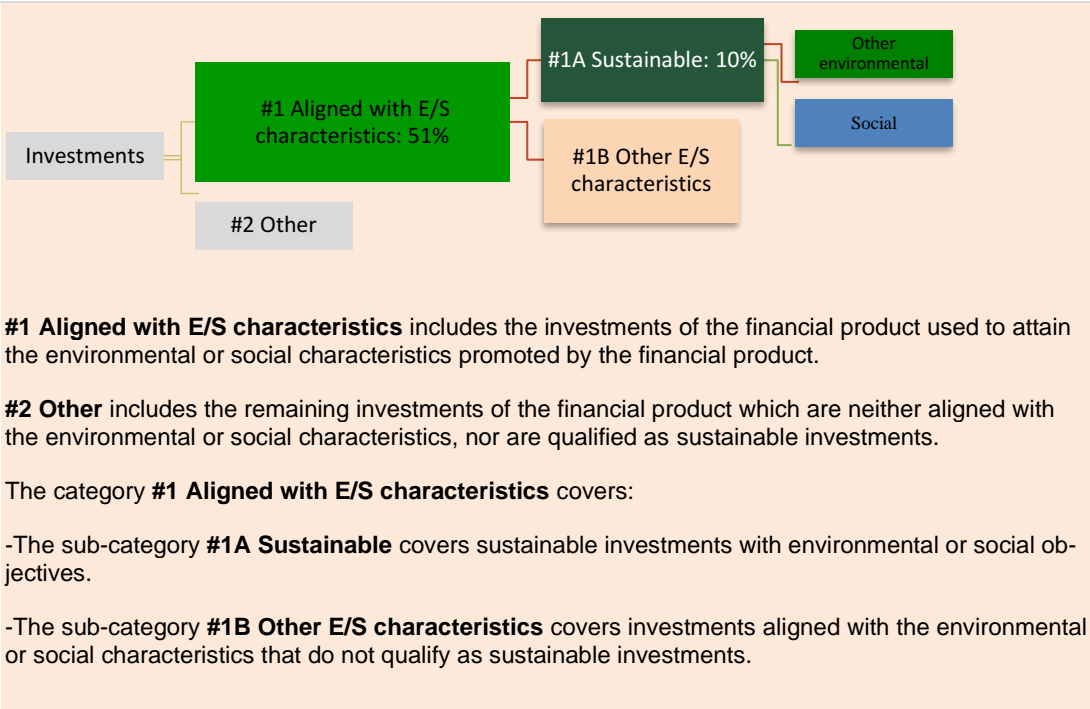 Other
environmental
#1A Sustainable: 10%
Social
#1 Aligned with E/S
characteristics: 51%
Investments
#1B Other E/S
characteristics
#2 Other
#1 Aligned with E/S characteristics includes the investments of the financial product used to attain
the environmental or social characteristics promoted by the financial product.
#2 Other includes the remaining investments of the financial product which are neither aligned with
the environmental or social characteristics, nor are qualified as sustainable investments.
The category #1 Aligned with E/S characteristics covers:
-The sub-category #1A Sustainable covers sustainable investments with environmental or social ob-
jectives.
-The sub-category #1B Other E/S characteristics covers investments aligned with the environmental
or social characteristics that do not qualify as sustainable investments.